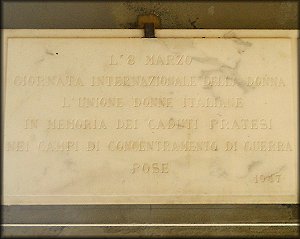 L'8 MARZO
GIORNATA INTERNAZIONALE DELLA DONNA
L'UNIONE DONNE ITALIANE
IN MEMORIA DEI CADUTI PRATESI
NEI CAMPI DI CONCENTRAMENTO DI GUERRA
POSE
1947